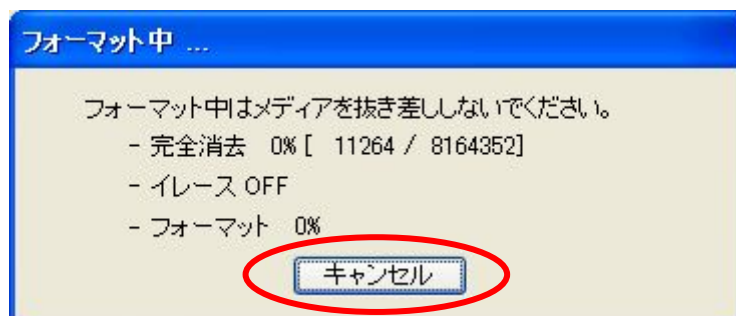 フォーマット中 ...
フォーマット中はメディアを抜き差ししないでください。
- 完全消去 0% [ 11264 / 8164352]
- イレース OFF
- フォーマット 0%
キャンセル